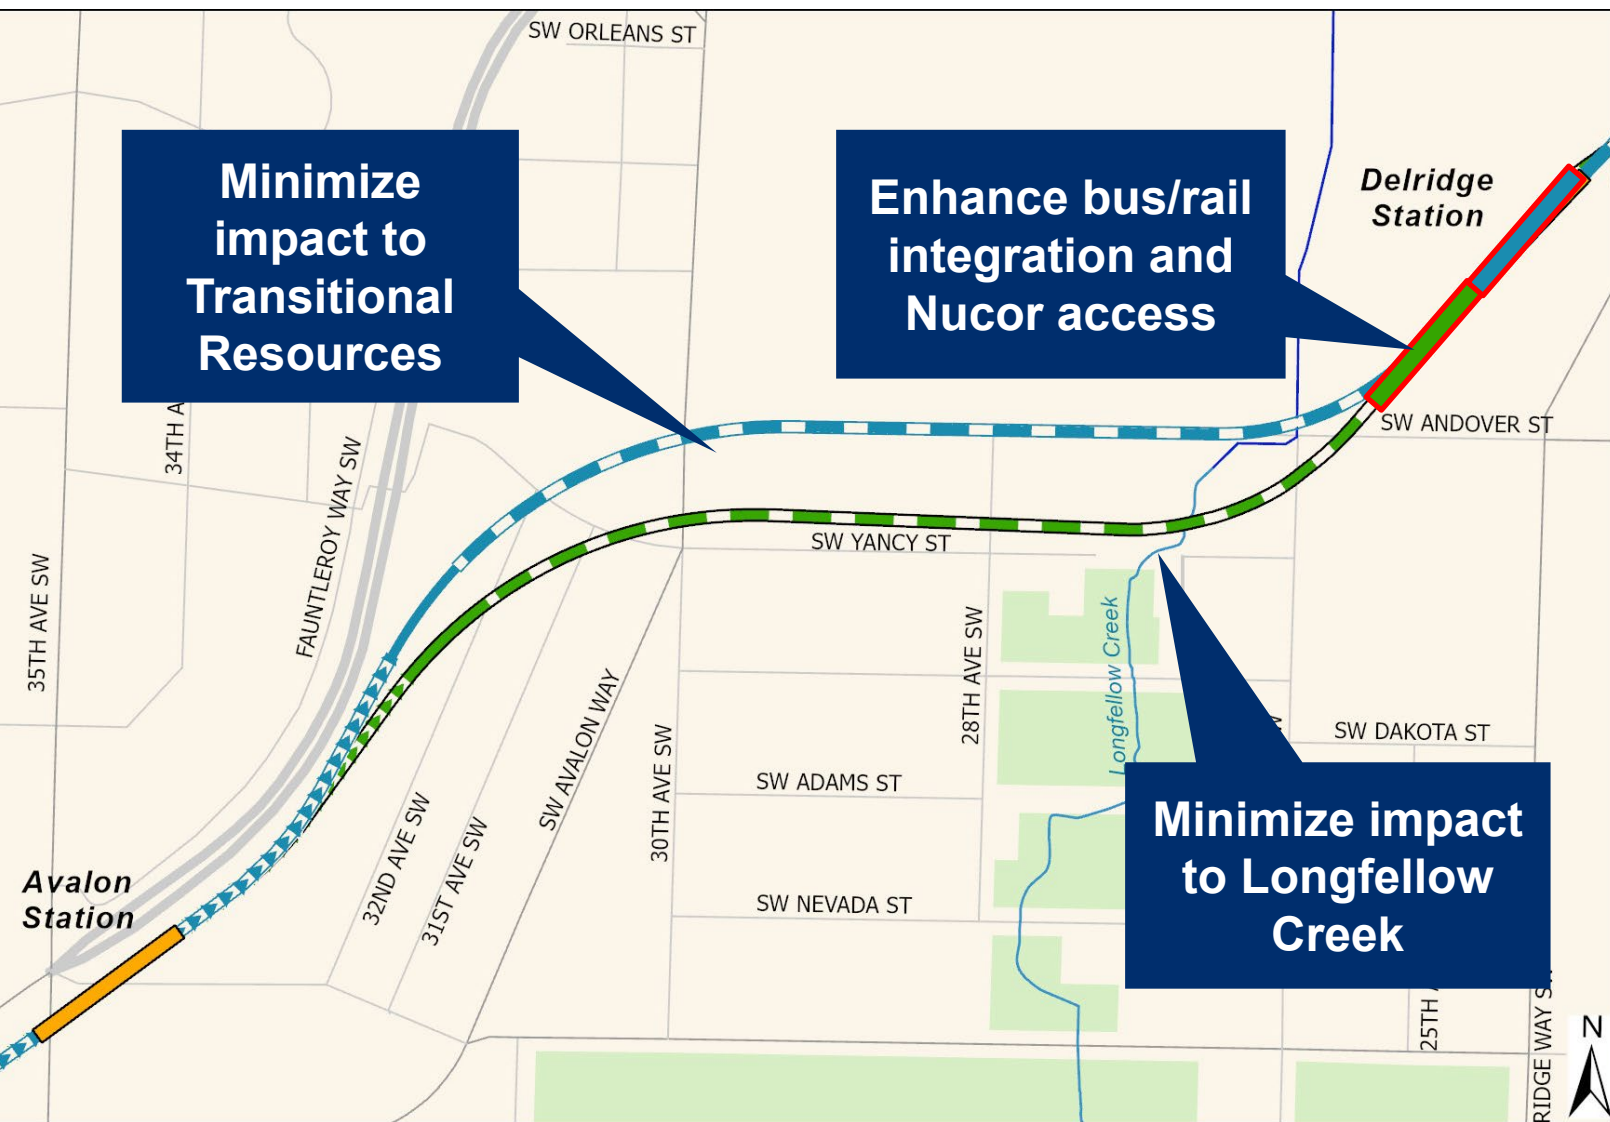 SW ORLEANS ST
Minimize
impact to
Transitional
Resources
Enhance bus/rail
integration and
Nucor access
Delridge
Station
34TH A
FAUNTLEROY WAY SW
SW ANDOVER ST
SW YANCY ST
35TH AVE SW
28TH AVE SW
Longfellow Creek
SW AVALON WAY
30TH AVE SW
SW DAKOTA ST
SW ADAMS ST
32ND AVE SW
31ST AVE SW
Avalon
Station
SW NEVADA ST
Minimize impact
to Longfellow
Creek
25TH
RIDGE WAY S
N